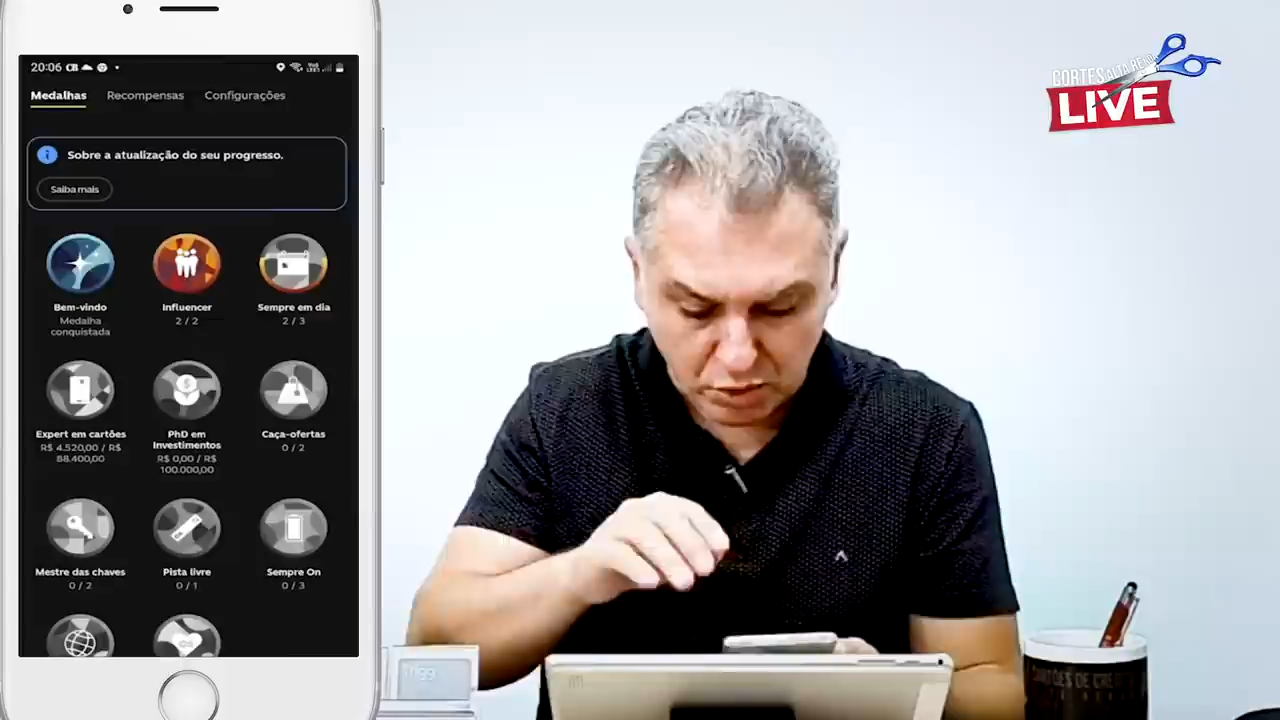 20:06
Medalhas Recompensas Configurações
Sobre a atualização do seu progresso.
Saiba mais
Bem-vindo
Medalha
conquistada
Influencer
2 / 2
Sempre em dia
2 / 3
Expert em cartões
R$ 4.520,00 / R$
88.400,00
PhD em
Investimentos
R$ 0,00 / R$
100.000,00
Caça-ofertas
0 / 2
Mestre das chaves
0 / 2
Pista livre
0 / 1
Sempre On
0 / 3
CORTES ALTA
LIVE